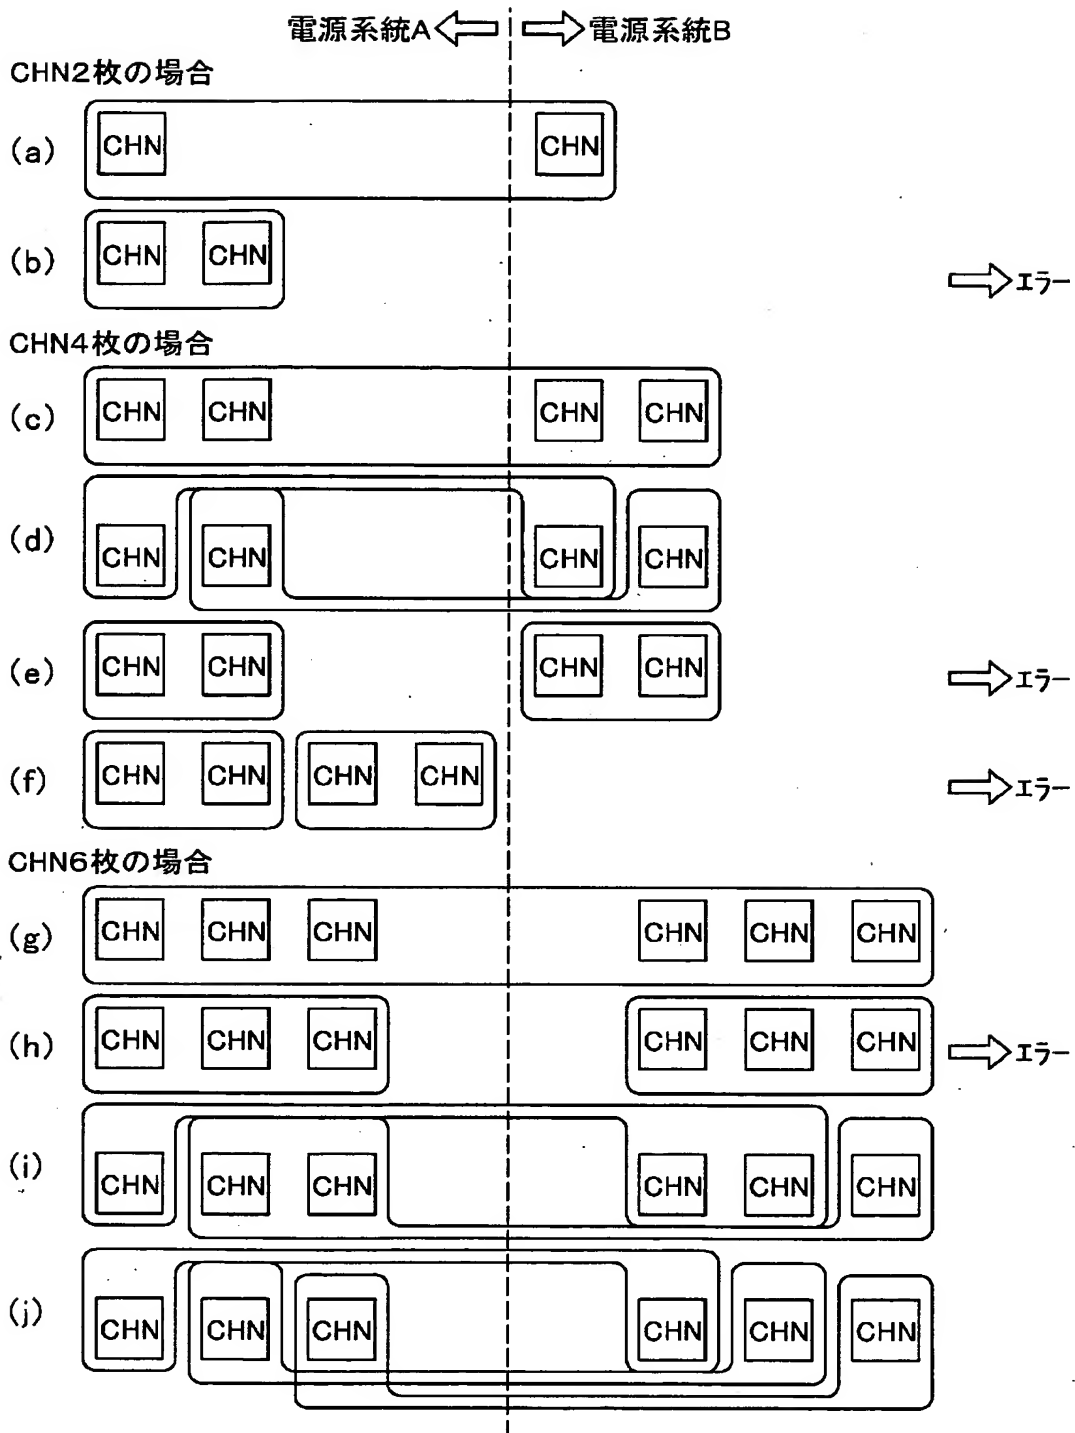 電源系統A 電源系統B
CHN2枚の場合
(a) CHN CHN
(b) CHN CHN エラー
CHN4枚の場合
(c) CHN CHN CHN CHN
(d) CHN CHN CHN CHN
(e) CHN CHN CHN CHN エラー
(f) CHN CHN CHN CHN エラー
CHN6枚の場合
(g) CHN CHN CHN CHN CHN CHN
(h) CHN CHN CHN CHN CHN CHN エラー
(i) CHN CHN CHN CHN CHN CHN
(j) CHN CHN CHN CHN CHN CHN